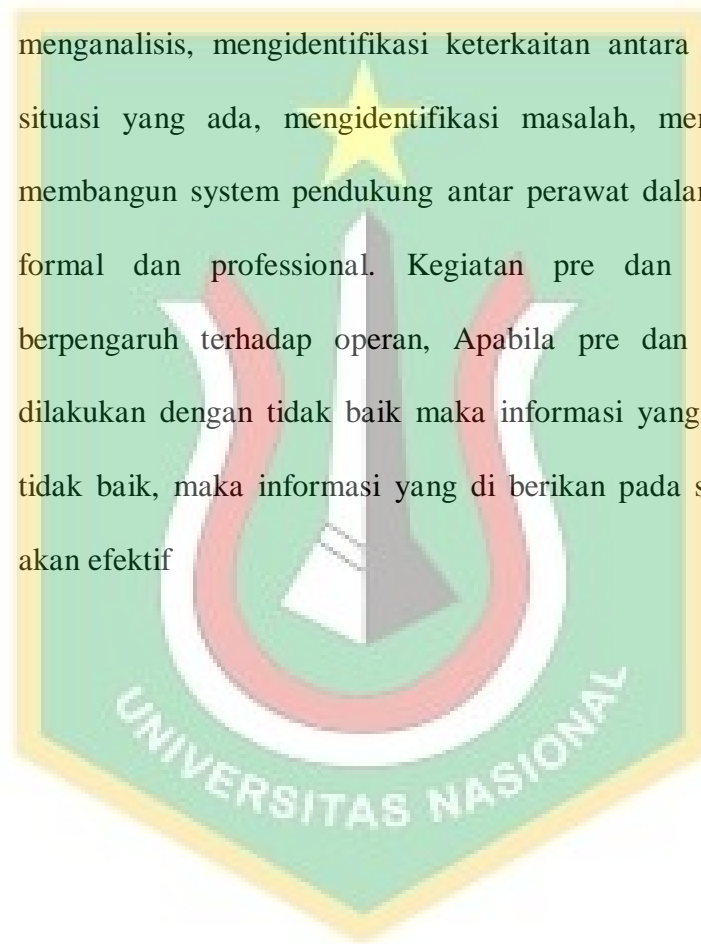 menganalisis, mengidentifikasi keterkaitan antara
situasi yang ada, mengidentifikasi masalah,
membangun system pendukung antar perawat
formal dan professional. Kegiatan pre dan
berpengaruh terhadap operan, Apabila pre dan
dilakukan dengan tidak baik maka informasi yang
tidak baik, maka informasi yang di berikan pada
akan efektif
UNIVERSITAS NASIONAL